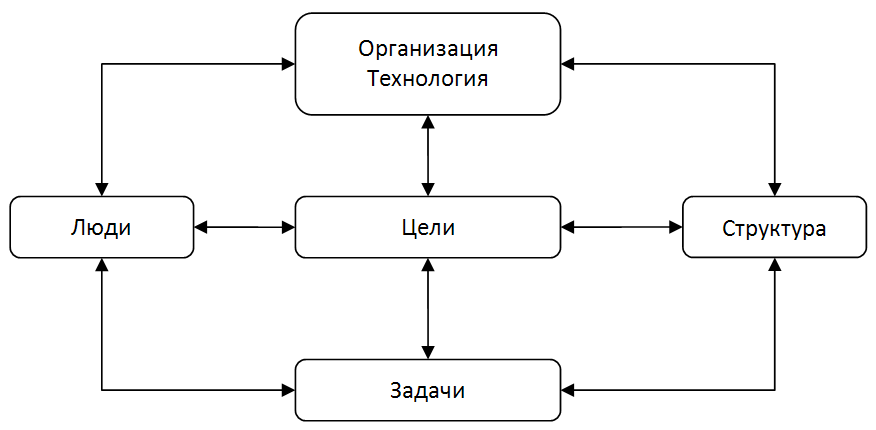 Организация
Технология
Люди
Цели
Структура
Задачи